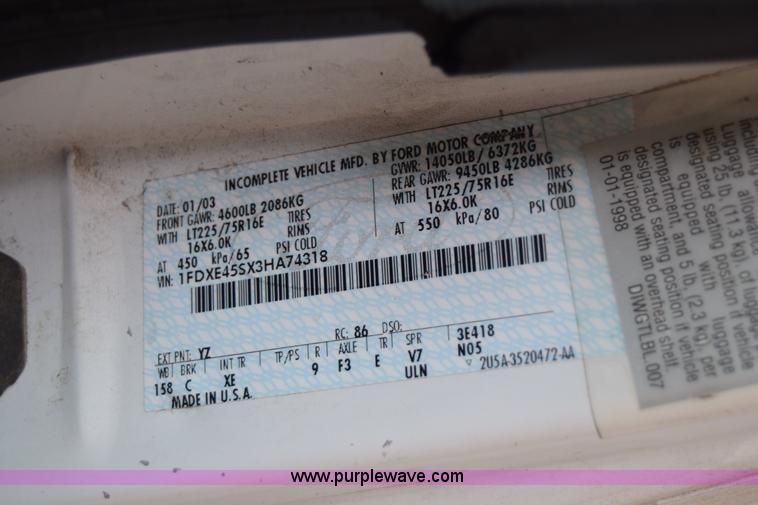 INCOMPLETE VEHICLE MFD. BY FORD MOTOR COMPANY
DATE: 01/03 GVWR: 14050LB/ 6372KG
FRONT GAWR: 4600LB 2086KG REAR GAWR: 9450LB 4286KG
WITH LT225/75R16E TIRES WITH LT225/75R16E TIRES
16X6.0K RINS 16X6.0K RINS
AT 450 kPa/65 PSI COLD AT 550 kPa/80 PSI COLD
VIN: 1FDXE45SX3HA74318
EXT PNT: YZ RC: 86 DSO: 3E418
WB BRK INT TR TP/PS R AXLE TR SPR N05
158 C XE 9 F3 E V7 2U5A-3520472-AA
MADE IN U.S.A. ULN
including
Luggage allowance
using 25 lb. (11.3 kg) of luggage
designated seating position if vehicle
is equipped with luggage
compartment, and 5 lb. (2.3 kg) per
designated seating position if vehicle
is equipped with an overhead shelf.
01-01-1998 DIWGTLBL.007
www.purplewave.com